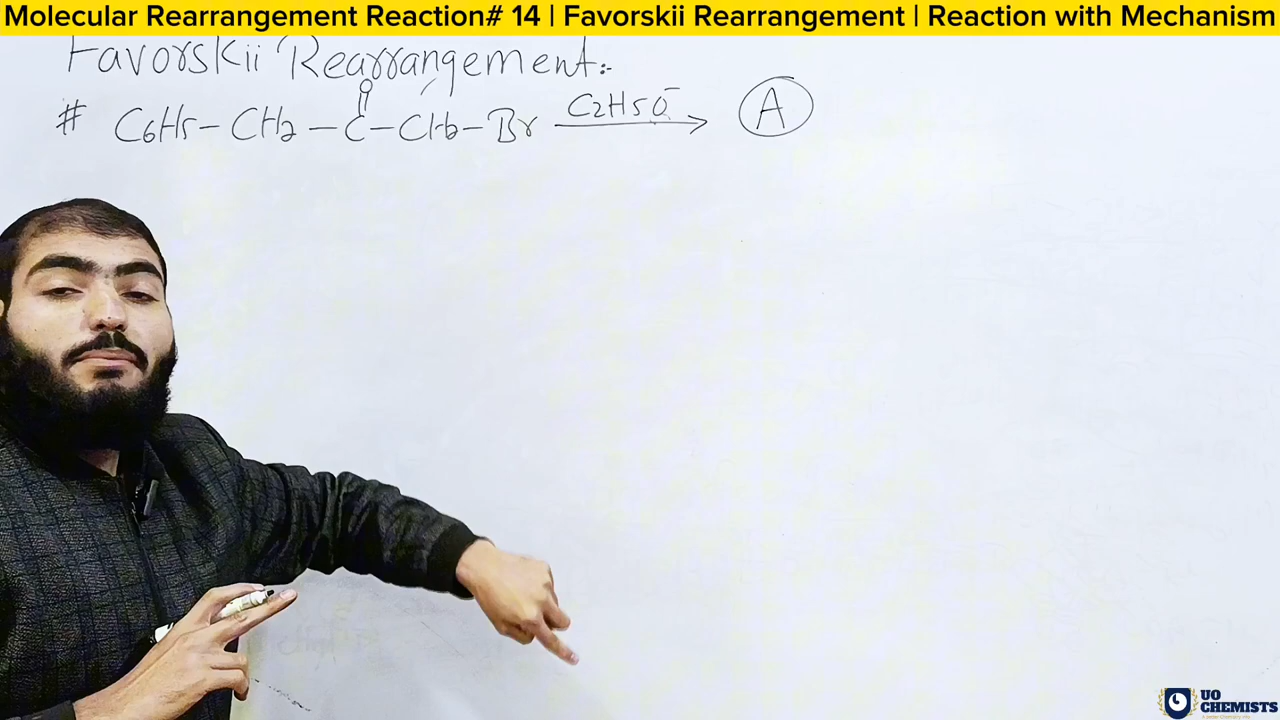 Molecular Rearrangement Reaction# 14 | Favorskii Rearrangement | Reaction with Mechanism
Favorskii Rearrangement:-
O
# C6H5-CH2-C-CH2-Br C2H5O⁻ → A
UO
CHEMISTS